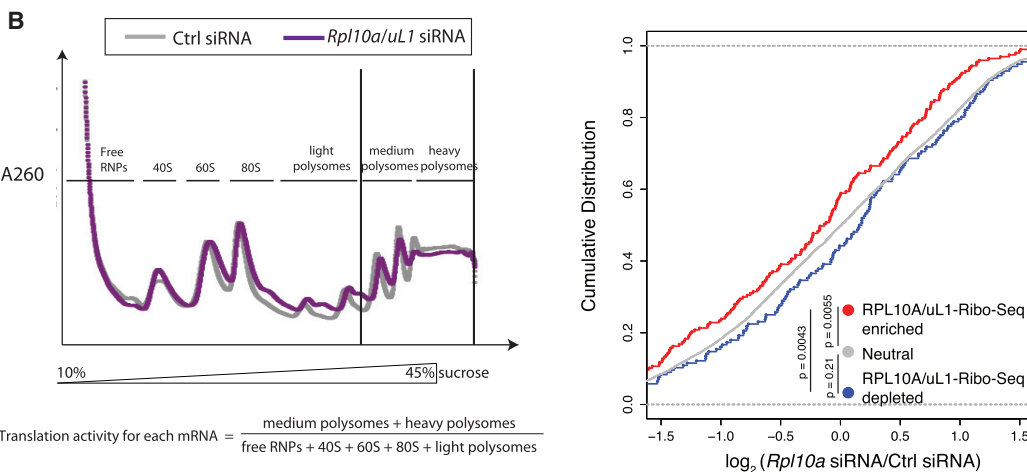 B
Ctrl siRNA
Rpl10a/uL1 siRNA
A260
Free
RNPs
40S
60S
80S
light
polysomes
medium
polysomes
heavy
polysomes
10%
45%
sucrose
Translation activity for each mRNA =
medium polysomes + heavy polysomes
free RNPs + 40S + 60S + 80S + light polysomes
Cumulative Distribution
1.0
0.8
0.6
0.4
0.2
0.0
p = 0.0043
p = 0.0055
p = 0.21
RPL10A/uL1-Ribo-Seq
enriched
Neutral
RPL10A/uL1-Ribo-Seq
depleted
−1.5
−1.0
−0.5
0.0
0.5
1.0
1.5
log2 (Rpl10a siRNA/Ctrl siRNA)